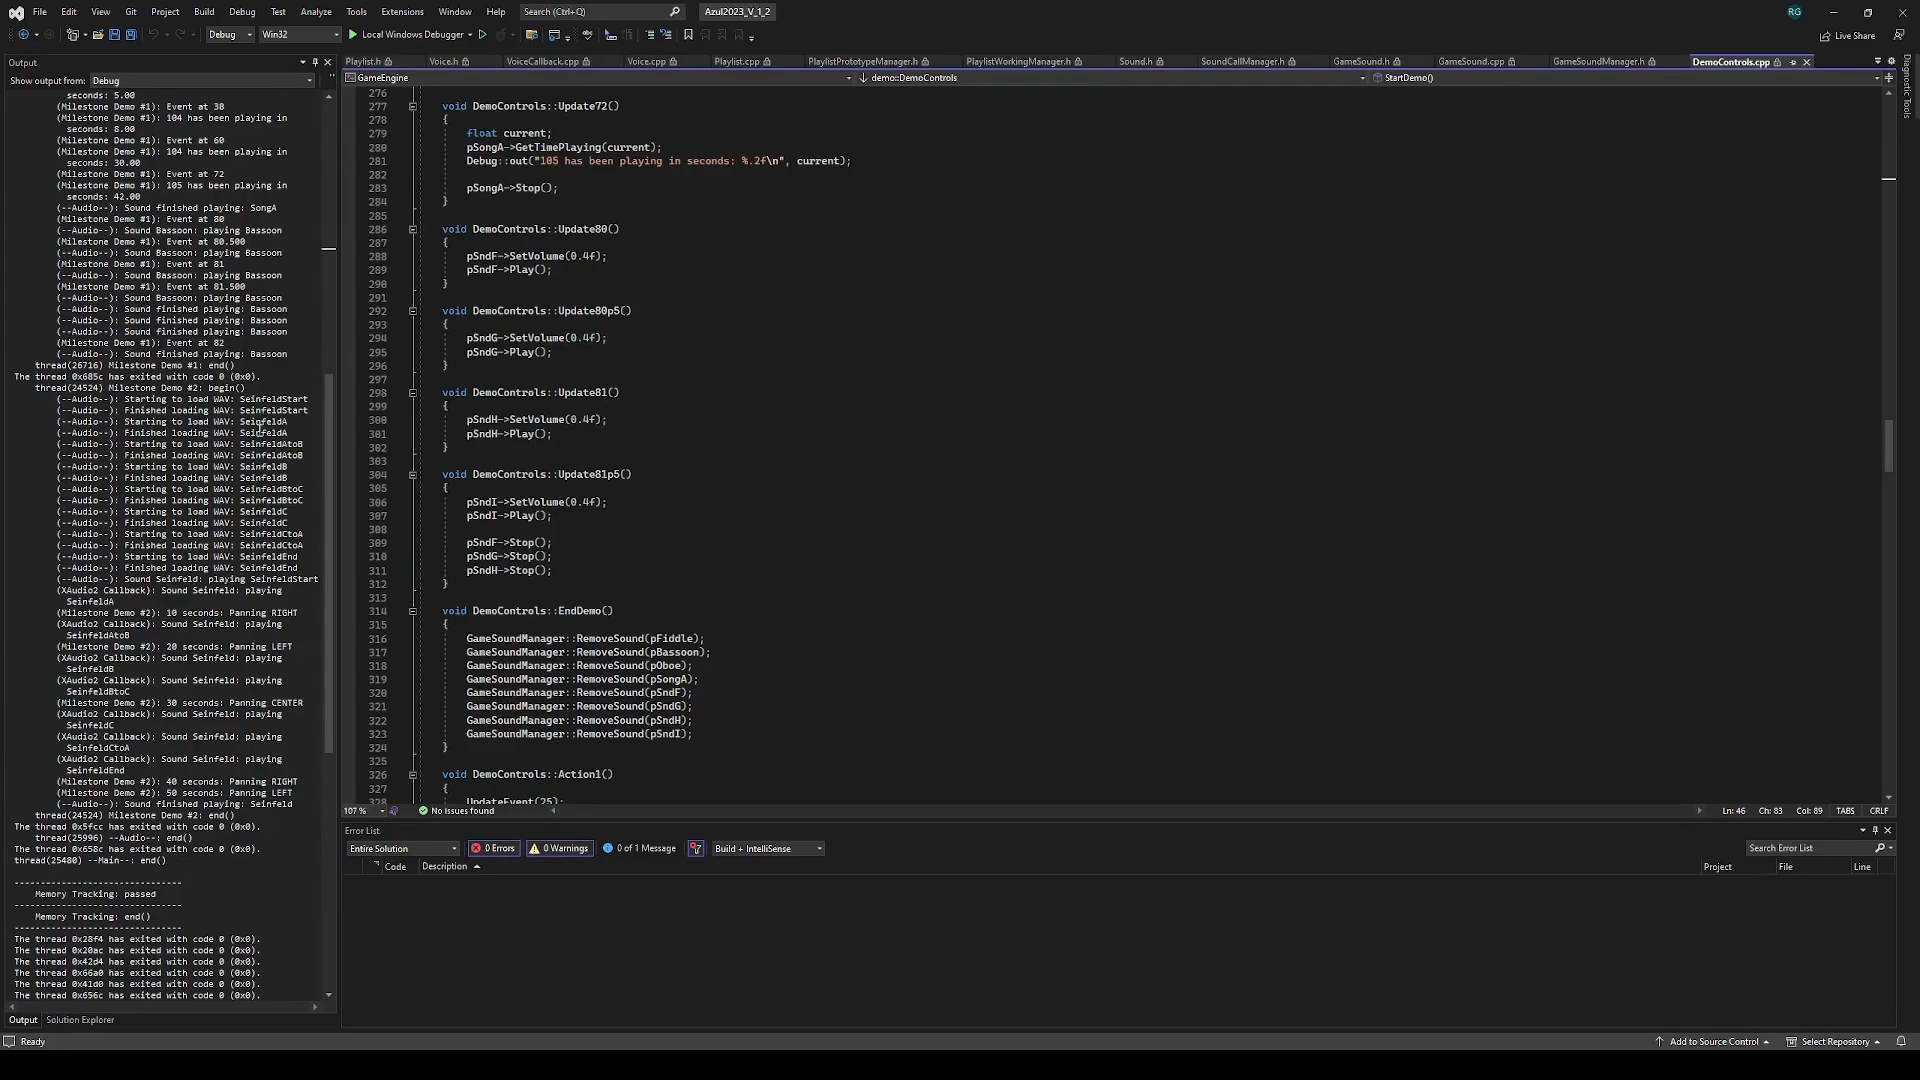 File Edit View Git Project Build Debug Test Analyze Tools Extensions Window Help Search (Ctrl+Q) Azul2023_V_1_2 RG
Debug Win32 Local Windows Debugger Live Share
Output
Show output from: Debug
seconds: 5.00
(Milestone Demo #1): Event at 38
(Milestone Demo #1): 104 has been playing in
seconds: 8.00
(Milestone Demo #1): Event at 60
(Milestone Demo #1): 104 has been playing in
seconds: 30.00
(Milestone Demo #1): Event at 72
(Milestone Demo #1): 105 has been playing in
seconds: 42.00
(--Audio--): Sound finished playing: SongA
(Milestone Demo #1): Event at 80
(--Audio--): Sound Bassoon: playing Bassoon
(Milestone Demo #1): Event at 80.500
(--Audio--): Sound Bassoon: playing Bassoon
(Milestone Demo #1): Event at 81
(--Audio--): Sound Bassoon: playing Bassoon
(Milestone Demo #1): Event at 81.500
(--Audio--): Sound Bassoon: playing Bassoon
(--Audio--): Sound finished playing: Bassoon
(--Audio--): Sound finished playing: Bassoon
(--Audio--): Sound finished playing: Bassoon
(Milestone Demo #1): Event at 82
(--Audio--): Sound finished playing: Bassoon
thread(26716) Milestone Demo #1: end()
The thread 0x685c has exited with code 0 (0x0).
thread(24524) Milestone Demo #2: begin()
(--Audio--): Starting to load WAV: SeinfeldStart
(--Audio--): Finished loading WAV: SeinfeldStart
(--Audio--): Starting to load WAV: SeinfeldA
(--Audio--): Finished loading WAV: SeinfeldA
(--Audio--): Starting to load WAV: SeinfeldAtoB
(--Audio--): Finished loading WAV: SeinfeldAtoB
(--Audio--): Starting to load WAV: SeinfeldB
(--Audio--): Finished loading WAV: SeinfeldB
(--Audio--): Starting to load WAV: SeinfeldBtoC
(--Audio--): Finished loading WAV: SeinfeldBtoC
(--Audio--): Starting to load WAV: SeinfeldC
(--Audio--): Finished loading WAV: SeinfeldC
(--Audio--): Starting to load WAV: SeinfeldCtoA
(--Audio--): Finished loading WAV: SeinfeldCtoA
(--Audio--): Starting to load WAV: SeinfeldEnd
(--Audio--): Finished loading WAV: SeinfeldEnd
(--Audio--): Sound Seinfeld: playing SeinfeldStart
(XAudio2 Callback): Sound Seinfeld: playing
SeinfeldA
(Milestone Demo #2): 10 seconds: Panning RIGHT
(XAudio2 Callback): Sound Seinfeld: playing
SeinfeldAtoB
(Milestone Demo #2): 20 seconds: Panning LEFT
(XAudio2 Callback): Sound Seinfeld: playing
SeinfeldB
(XAudio2 Callback): Sound Seinfeld: playing
SeinfeldBtoC
(Milestone Demo #2): 30 seconds: Panning CENTER
(XAudio2 Callback): Sound Seinfeld: playing
SeinfeldC
(XAudio2 Callback): Sound Seinfeld: playing
SeinfeldCtoA
(XAudio2 Callback): Sound Seinfeld: playing
SeinfeldEnd
(Milestone Demo #2): 40 seconds: Panning RIGHT
(Milestone Demo #2): 50 seconds: Panning LEFT
(--Audio--): Sound finished playing: Seinfeld
thread(24524) Milestone Demo #2: end()
The thread 0x5fcc has exited with code 0 (0x0).
thread(25996) --Audio--: end()
The thread 0x658c has exited with code 0 (0x0).
thread(25480) --Main--: end()
--------------------------------
Memory Tracking: passed
--------------------------------
Memory Tracking: end()
--------------------------------
The thread 0x28f4 has exited with code 0 (0x0).
The thread 0x20ac has exited with code 0 (0x0).
The thread 0x42d4 has exited with code 0 (0x0).
The thread 0x66a0 has exited with code 0 (0x0).
The thread 0x41d0 has exited with code 0 (0x0).
The thread 0x656c has exited with code 0 (0x0).
Output Solution Explorer
Playlist.h Voice.h VoiceCallback.cpp Voice.cpp Playlist.cpp PlaylistPrototypeManager.h PlaylistWorkingManager.h Sound.h SoundCallManager.h GameSound.h GameSound.cpp GameSoundManager.h DemoControls.cpp
GameEngine demo::DemoControls StartDemo()
276
277 void DemoControls::Update72()
278 {
279 float current;
280 pSongA->GetTimePlaying(current);
281 Debug::out("105 has been playing in seconds: %.2f\n", current);
282
283 pSongA->Stop();
284 }
285
286 void DemoControls::Update80()
287 {
288 pSndF->SetVolume(0.4f);
289 pSndF->Play();
290 }
291
292 void DemoControls::Update80p5()
293 {
294 pSndG->SetVolume(0.4f);
295 pSndG->Play();
296 }
297
298 void DemoControls::Update81()
299 {
300 pSndH->SetVolume(0.4f);
301 pSndH->Play();
302 }
303
304 void DemoControls::Update81p5()
305 {
306 pSndI->SetVolume(0.4f);
307 pSndI->Play();
308
309 pSndF->Stop();
310 pSndG->Stop();
311 pSndH->Stop();
312 }
313
314 void DemoControls::EndDemo()
315 {
316 GameSoundManager::RemoveSound(pFiddle);
317 GameSoundManager::RemoveSound(pBassoon);
318 GameSoundManager::RemoveSound(pOboe);
319 GameSoundManager::RemoveSound(pSongA);
320 GameSoundManager::RemoveSound(pSndF);
321 GameSoundManager::RemoveSound(pSndG);
322 GameSoundManager::RemoveSound(pSndH);
323 GameSoundManager::RemoveSound(pSndI);
324 }
325
326 void DemoControls::Action1()
327 {
328 UpdateEvent(25);
107 % No issues found Ln: 46 Ch: 83 Col: 89 TABS CRLF
Error List
Entire Solution 0 Errors 0 Warnings 0 of 1 Message Build + IntelliSense Search Error List
Code Description Project File Line
Diagnostic Tools
Ready Add to Source Control Select Repository